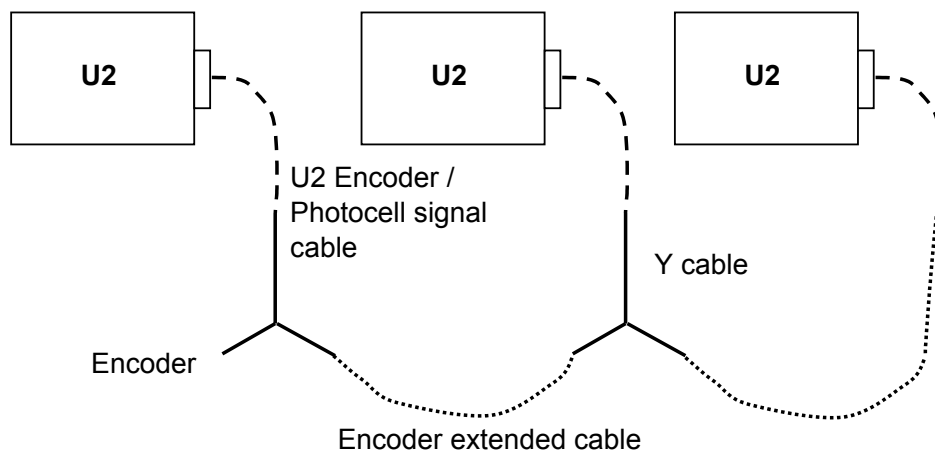 U2
U2
U2
U2 Encoder /
Photocell signal
cable
Y cable
Encoder
Encoder extended cable